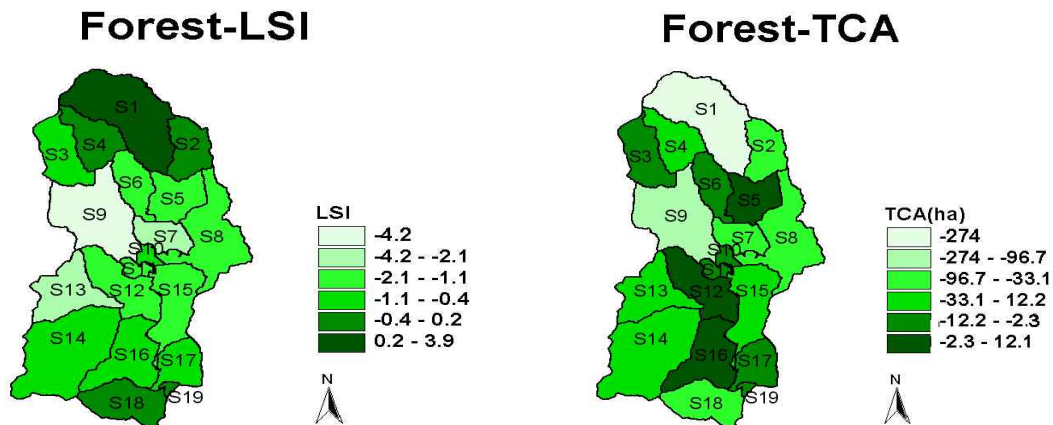 Forest-LSI
S1
S2
S3
S4
S6
S5
S9
S7
S8
S10
S1
S12
S13
S15
S14
S16
S17
S18
S19
LSI
-4.2
-4.2 - -2.1
-2.1 - -1.1
-1.1 - -0.4
-0.4 - 0.2
0.2 - 3.9
N
Forest-TCA
S1
S2
S3
S4
S6
S5
S9
S7
S8
S10
S1
S12
S13
S15
S14
S16
S17
S18
S19
TCA(ha)
-274
-274 - -96.7
-96.7 - -33.1
-33.1 - 12.2
-12.2 - -2.3
-2.3 - 12.1
N